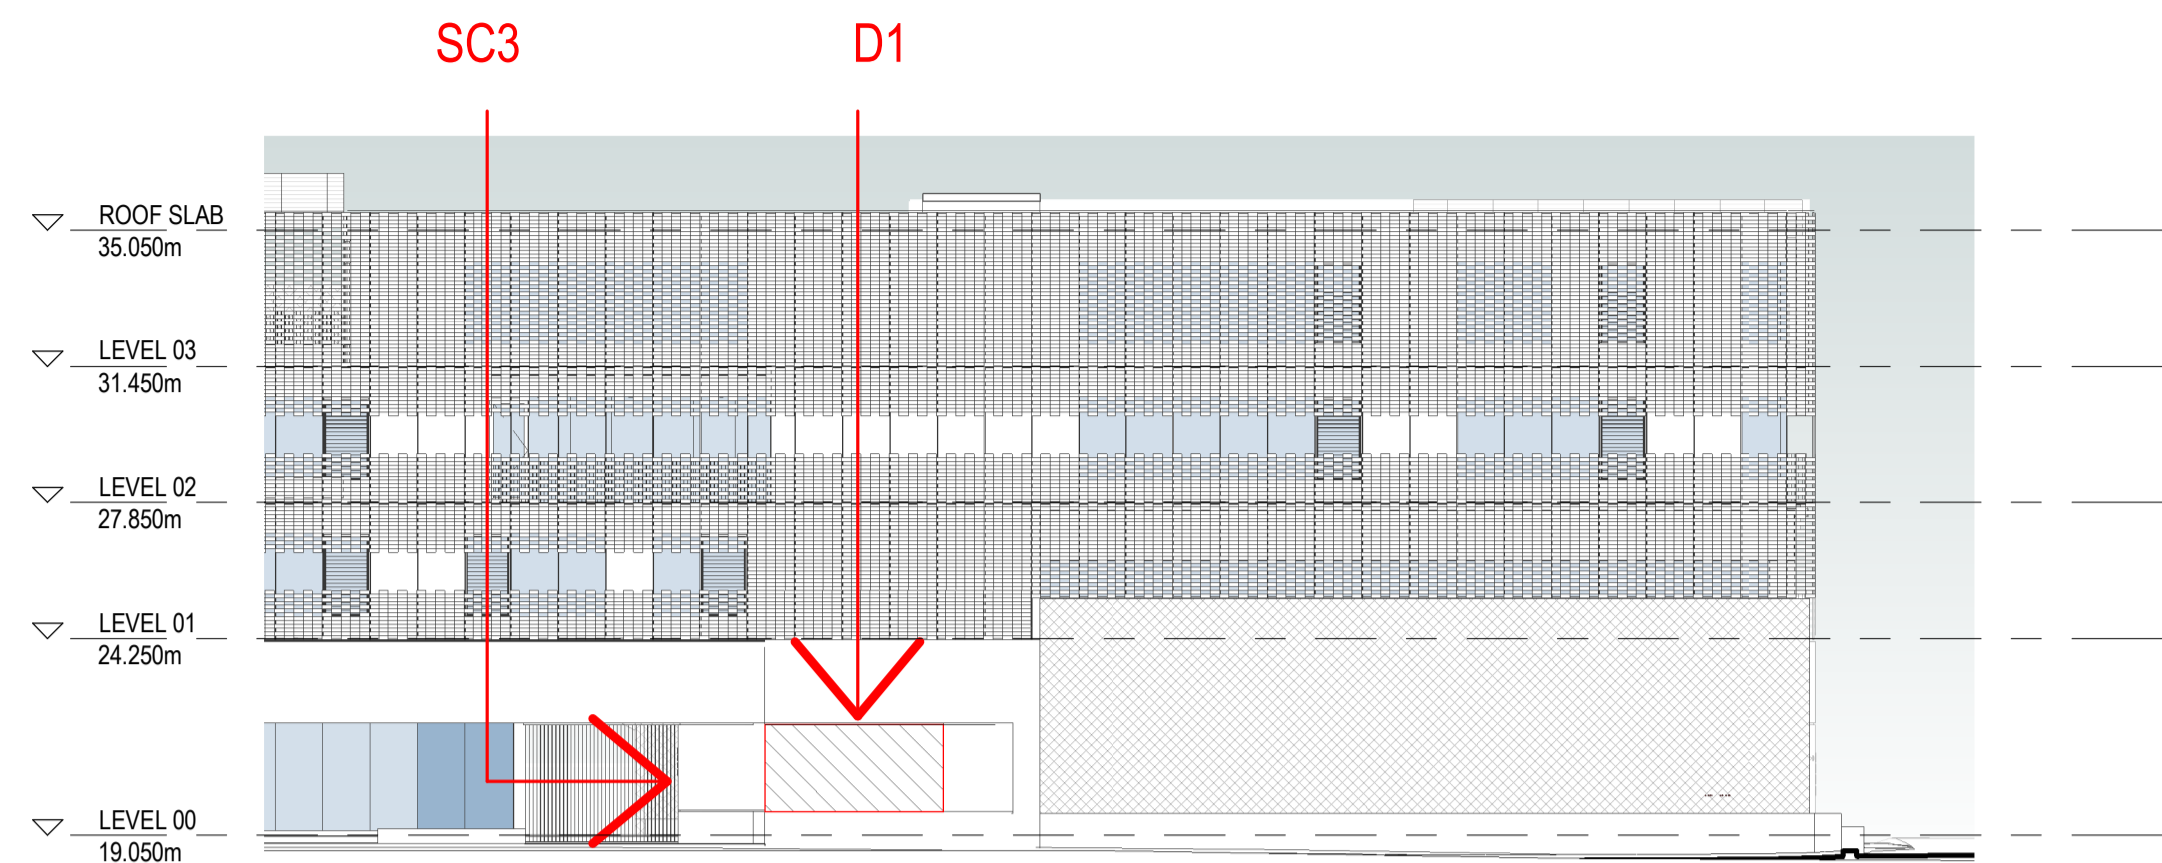 SC3
D1
ROOF SLAB
35.050m
LEVEL 03
31.450m
LEVEL 02
27.850m
LEVEL 01
24.250m
LEVEL 00
19.050m